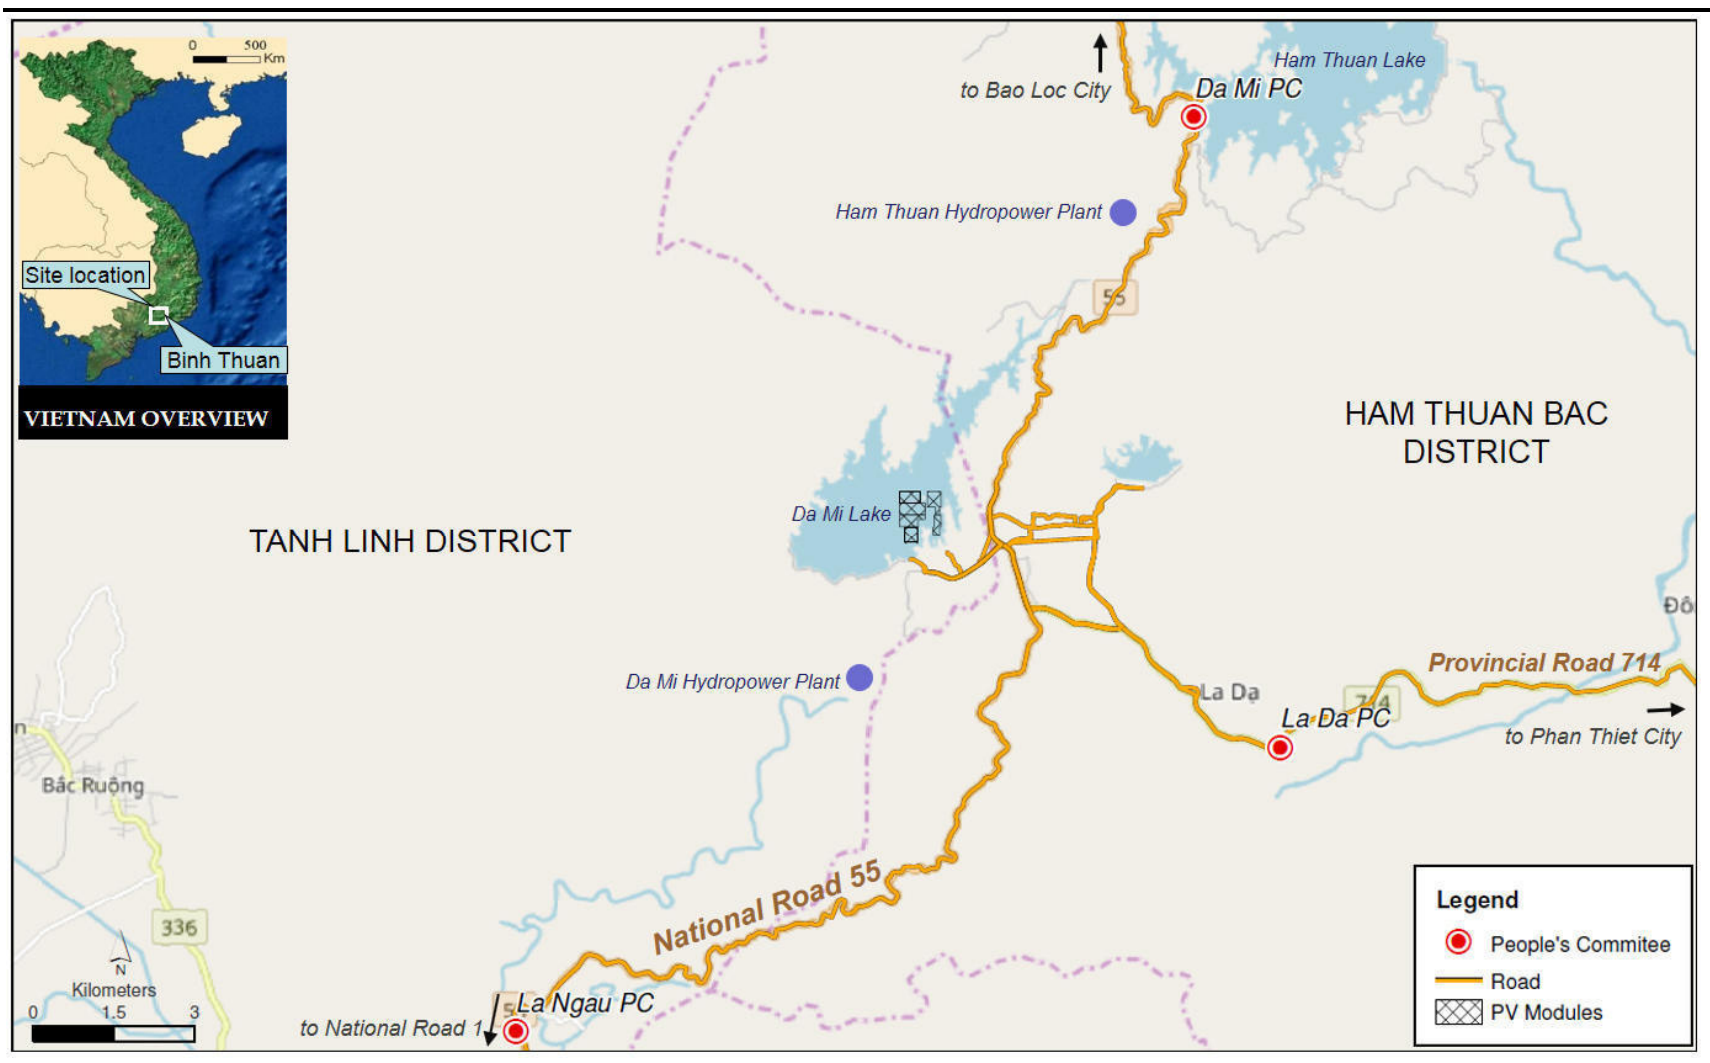 0 500
Km
Site location
Binh Thuan
VIETNAM OVERVIEW
to Bao Loc City
Ham Thuan Lake
Da Mi PC
Ham Thuan Hydropower Plant
55
HAM THUAN BAC
DISTRICT
Da Mi Lake
TANH LINH DISTRICT
Provincial Road 714
La Dạ
714
La Da PC
to Phan Thiet City
Da Mi Hydropower Plant
Bắc Ruộng
336
National Road 55
N
Kilometers
0 1.5 3
La Ngau PC
to National Road 1
Legend
People's Commitee
Road
PV Modules